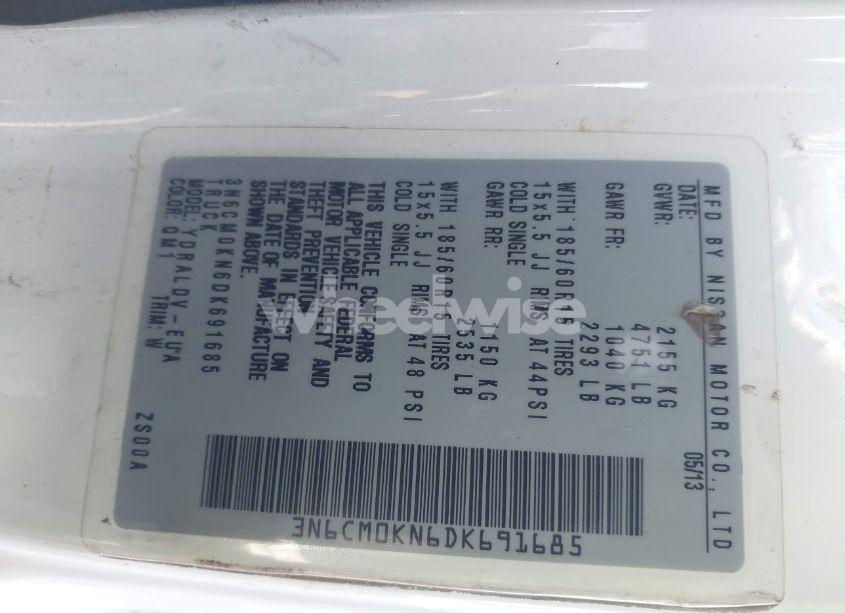 MFD BY NISSAN MOTOR CO., LTD
DATE: 05/13
GVWR: 2155 KG
4751 LB
GAWR FR: 1040 KG
2293 LB
WITH 185/60R15 TIRES
15x5.5 JJ RIMS AT 44PSI
COLD SINGLE
GAWR RR: 1150 KG
2535 LB
WITH 185/60R15 TIRES
15x5.5 JJ RIMS AT 48 PSI
COLD SINGLE
THIS VEHICLE CONFORMS TO
ALL APPLICABLE FEDERAL
MOTOR VEHICLE SAFETY AND
THEFT PREVENTION
STANDARDS IN EFFECT ON
THE DATE OF MANUFACTURE
SHOWN ABOVE.
3N6CM0KN6DK691685
TRUCK
MODEL: YDRALDV-EUA
COLOR: QM1 TRIM: W ZS00A
3N6CM0KN6DK691685
wheelwise